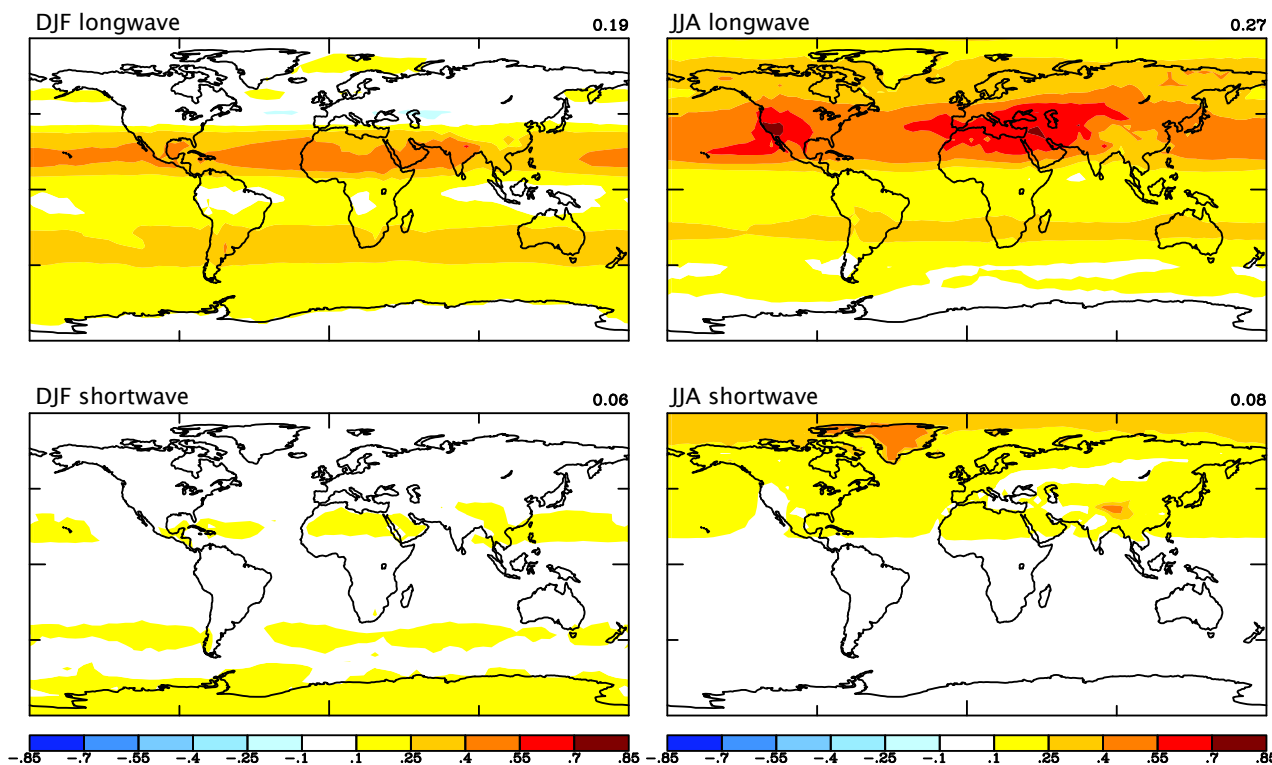 DJF longwave 0.19 JJA longwave 0.27
DJF shortwave 0.06 JJA shortwave 0.08
-.85 -.7 -.55 -.4 -.25 -.1 .1 .25 .4 .55 .7 .85 -.85 -.7 -.55 -.4 -.25 -.1 .1 .25 .4 .55 .7 .85